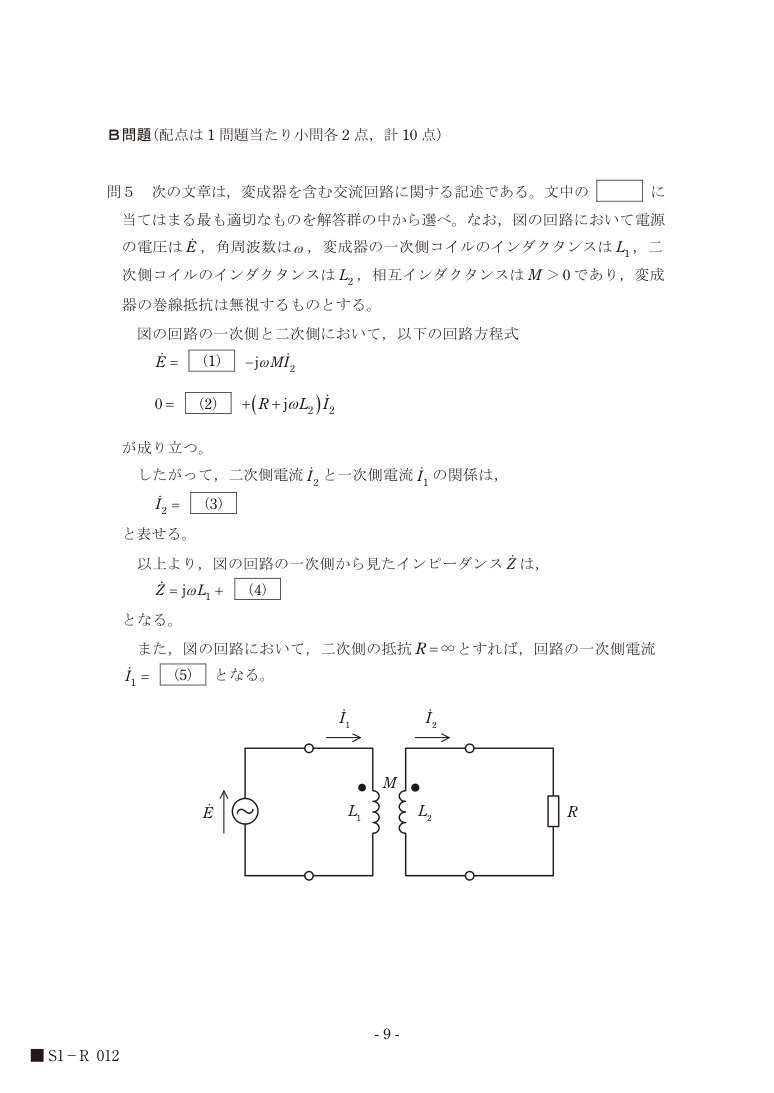 B問題(配点は1問題当たり小問各2点，計10点)
問5 次の文章は，変成器を含む交流回路に関する記述である。文中の に
当てはまる最も適切なものを解答群の中から選べ。なお，図の回路において電源
の電圧はĖ，角周波数はω，変成器の一次側コイルのインダクタンスはL₁，二
次側コイルのインダクタンスはL₂，相互インダクタンスはM＞0であり，変成
器の巻線抵抗は無視するものとする。
図の回路の一次側と二次側において，以下の回路方程式
Ė = (1) −jωMİ₂
0 = (2) +(R+jωL₂)İ₂
が成り立つ。
したがって，二次側電流İ₂と一次側電流İ₁の関係は，
İ₂ = (3)
と表せる。
以上より，図の回路の一次側から見たインピーダンスŻは，
Ż = jωL₁ + (4)
となる。
また，図の回路において，二次側の抵抗R=∞とすれば，回路の一次側電流
İ₁ = (5) となる。
İ₁ İ₂
M
Ė L₁ L₂ R
- 9 -
■S1−R 012